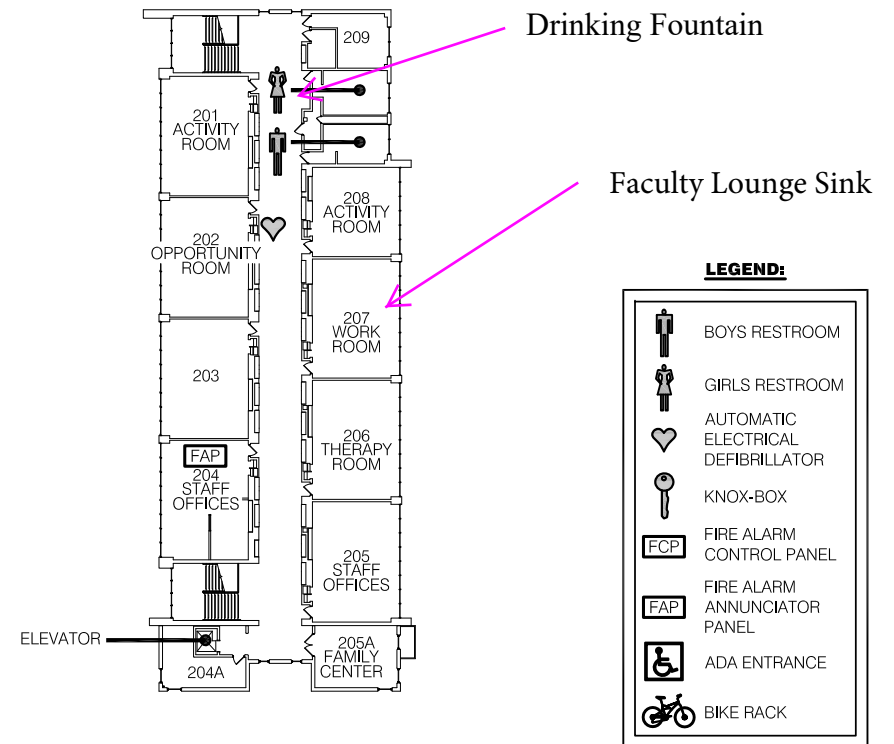 Drinking Fountain
209
201
ACTIVITY
ROOM
Faculty Lounge Sink
208
ACTIVITY
ROOM
202
OPPORTUNITY
ROOM
207
WORK
ROOM
203
206
THERAPY
ROOM
FAP
204
STAFF
OFFICES
205
STAFF
OFFICES
ELEVATOR
204A
205A
FAMILY
CENTER
LEGEND:
BOYS RESTROOM
GIRLS RESTROOM
AUTOMATIC
ELECTRICAL
DEFIBRILLATOR
KNOX-BOX
FCP
FIRE ALARM
CONTROL PANEL
FAP
FIRE ALARM
ANNUNCIATOR
PANEL
ADA ENTRANCE
BIKE RACK